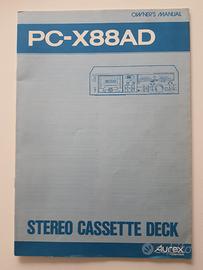 OWNER'S MANUAL
PC-X88AD
STEREO CASSETTE DECK
Aurex